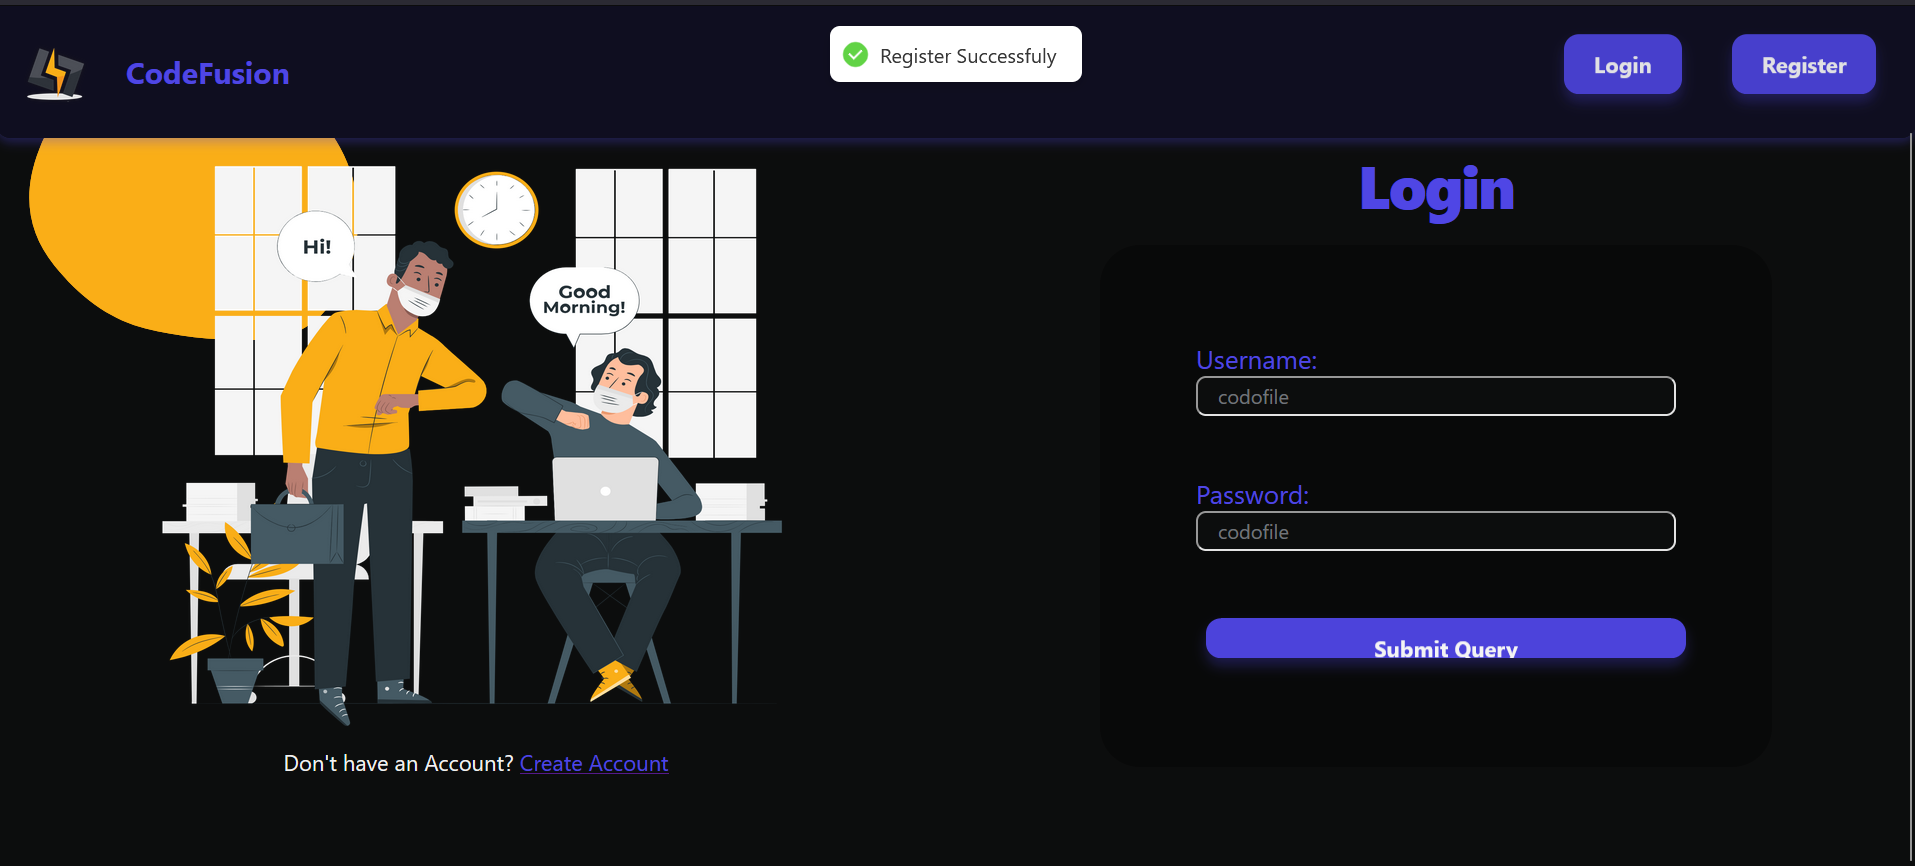 CodeFusion
Register Successfuly
Login
Register
Hi!
Good
Morning!
Don't have an Account? Create Account
Login
Username:
codofile
Password:
codofile
Submit Query